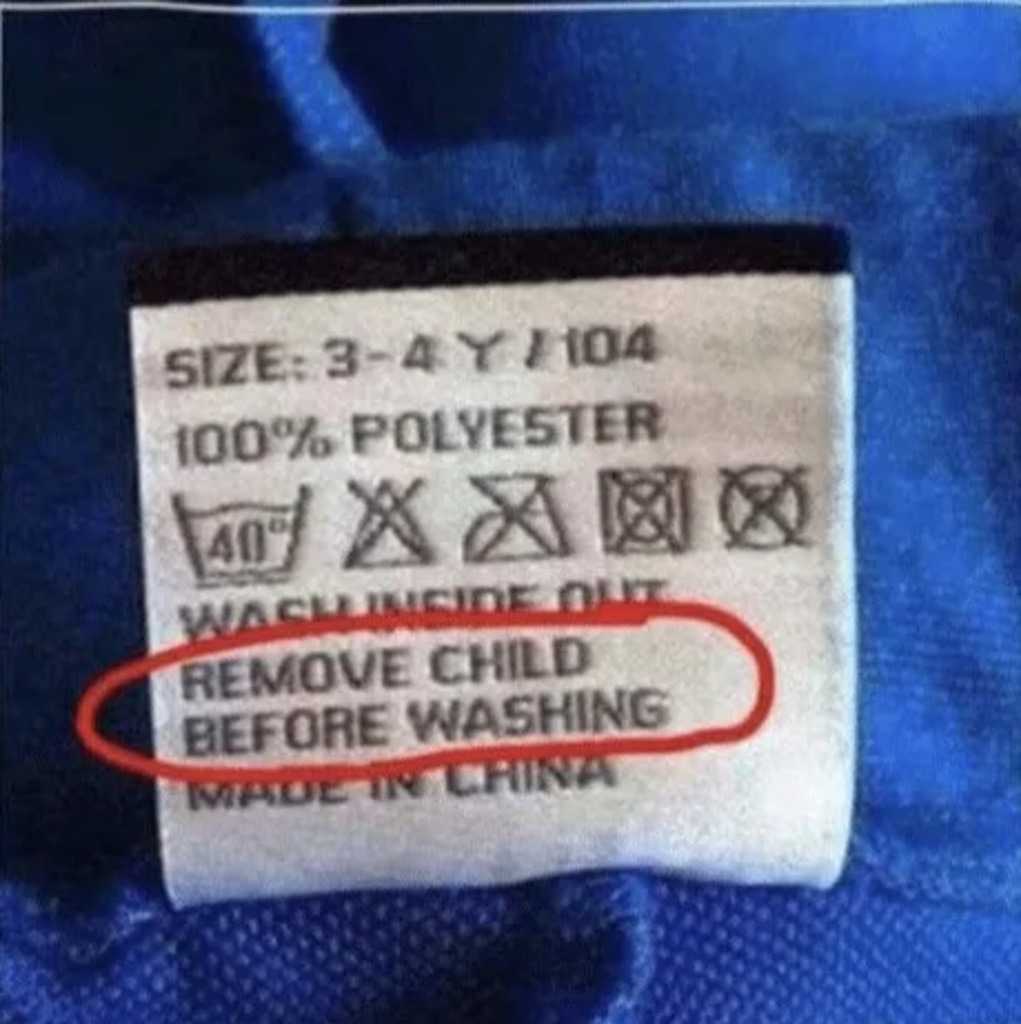 SIZE: 3-4 Y / 104
100% POLYESTER
40°
WASH INSIDE OUT
REMOVE CHILD
BEFORE WASHING
MADE IN CHINA